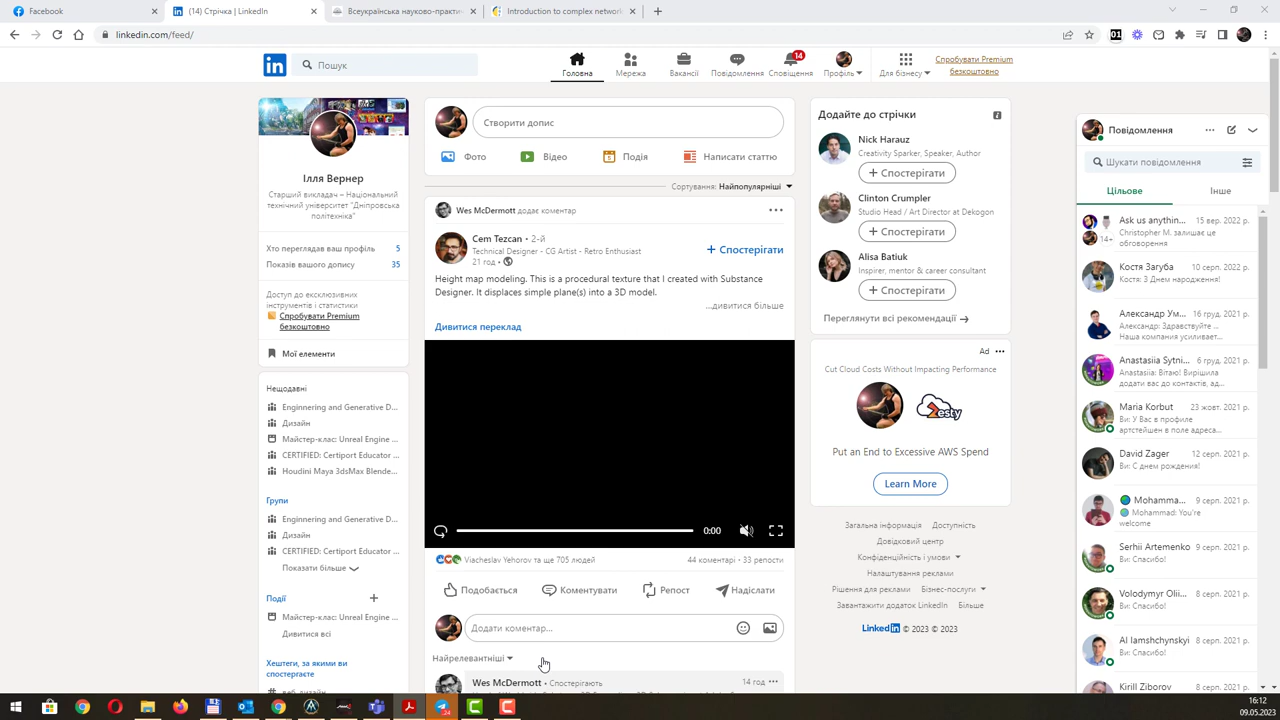 Facebook
(14) Стрічка | LinkedIn
Всеукраїнська науково-практич
Introduction to complex network
linkedin.com/feed/
in
Пошук
Головна
Мережа
Вакансії
Повідомлення
14
Сповіщення
Профіль
Для бізнесу
Спробувати Premium
безкоштовно
Ілля Вернер
Старший викладач – Національний
технічний університет "Дніпровська
політехніка"
Хто переглядав ваш профіль 5
Показів вашого допису 35
Доступ до ексклюзивних
інструментів і статистики
Спробувати Premium
безкоштовно
Мої елементи
Нещодавні
Enginnering and Generative D...
Дизайн
Майстер-клас: Unreal Engine ...
CERTIFIED: Certiport Educator ...
Houdini Maya 3dsMax Blende...
Групи
Enginnering and Generative D...
Дизайн
CERTIFIED: Certiport Educator ...
Показати більше
Події
Майстер-клас: Unreal Engine ...
Дивитися всі
Хештеги, за якими ви
спостерігаєте
# веб-дизайн
Створити допис
Фото
Відео
Подія
Написати статтю
Сортування: Найпопулярніші
Wes McDermott додає коментар
Cem Tezcan • 2-й
Technical Designer - CG Artist - Retro Enthusiast
21 год •
+ Спостерігати
Height map modeling. This is a procedural texture that I created with Substance
Designer. It displaces simple plane(s) into a 3D model.
...дивитися більше
Дивитися переклад
0:00
Viacheslav Yehorov та ще 705 людей
44 коментарі • 33 репости
Подобається
Коментувати
Репост
Надіслати
Додати коментар...
Найрелевантніші
Wes McDermott • Спостерігають
14 год
Додайте до стрічки
Nick Harauz
Creativity Sparker, Speaker, Author
+ Спостерігати
Clinton Crumpler
Studio Head / Art Director at Dekogon
+ Спостерігати
Alisa Batiuk
Inspirer, mentor & career consultant
+ Спостерігати
Переглянути всі рекомендації
Ad
Cut Cloud Costs Without Impacting Performance
Zesty
Put an End to Excessive AWS Spend
Learn More
Загальна інформація Доступність
Довідковий центр
Конфіденційність і умови
Налаштування реклами
Рішення для реклами Бізнес-послуги
Завантажити додаток LinkedIn Більше
LinkedIn © 2023 © 2023
Повідомлення
Шукати повідомлення
Цільове
Інше
Ask us anythin... 15 вер. 2022 р.
Christopher M. залишає це
обговорення
14+
Костя Загуба 10 серп. 2022 р.
Костя: З Днем народження!
Александр Ум... 16 груд. 2021 р.
Александр: Здравствуйте ...
Наша компания усиливает...
Anastasiia Sytni... 6 груд. 2021 р.
Anastasiia: Вітаю! Вирішила
додати вас до контактів, ад...
Maria Korbut 23 жовт. 2021 р.
Ви: У Вас в профиле
артстейшен в поле адреса...
David Zager 12 серп. 2021 р.
Ви: С днем рождения!
Mohamma... 9 серп. 2021 р.
Mohammad: You're
welcome
Serhii Artemenko 9 серп. 2021 р.
Ви: Спасибо!
Volodymyr Olii... 8 серп. 2021 р.
Ви: Спасибо!
Al Iamshchynskyi 8 серп. 2021 р.
Ви: Спасибо!
Kirill Ziborov 8 серп. 2021 р.
16:12
09.05.2023